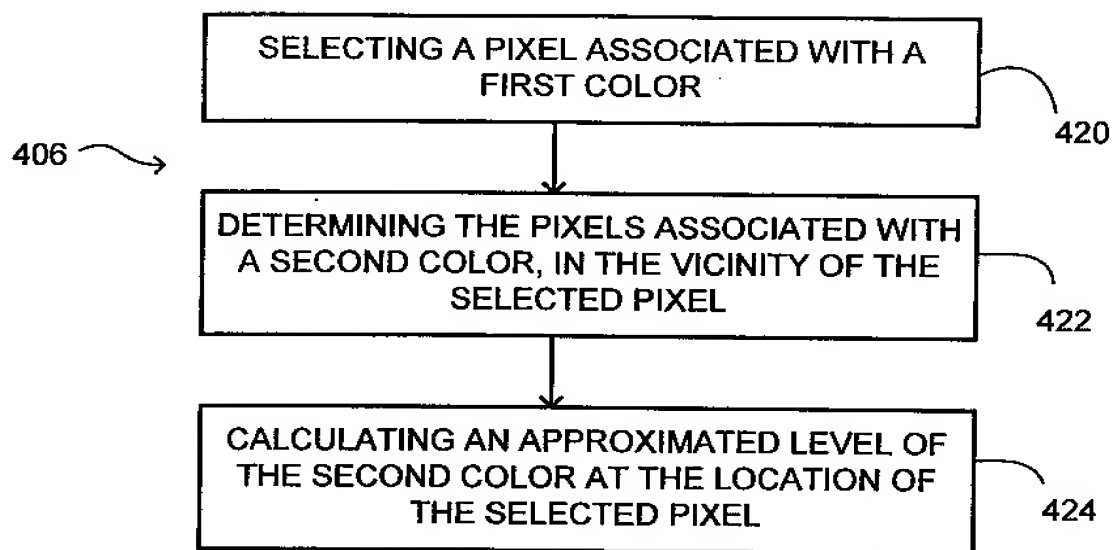 SELECTING A PIXEL ASSOCIATED WITH A
FIRST COLOR
420
406
DETERMINING THE PIXELS ASSOCIATED WITH
A SECOND COLOR, IN THE VICINITY OF THE
SELECTED PIXEL
422
CALCULATING AN APPROXIMATED LEVEL OF
THE SECOND COLOR AT THE LOCATION OF
THE SELECTED PIXEL
424